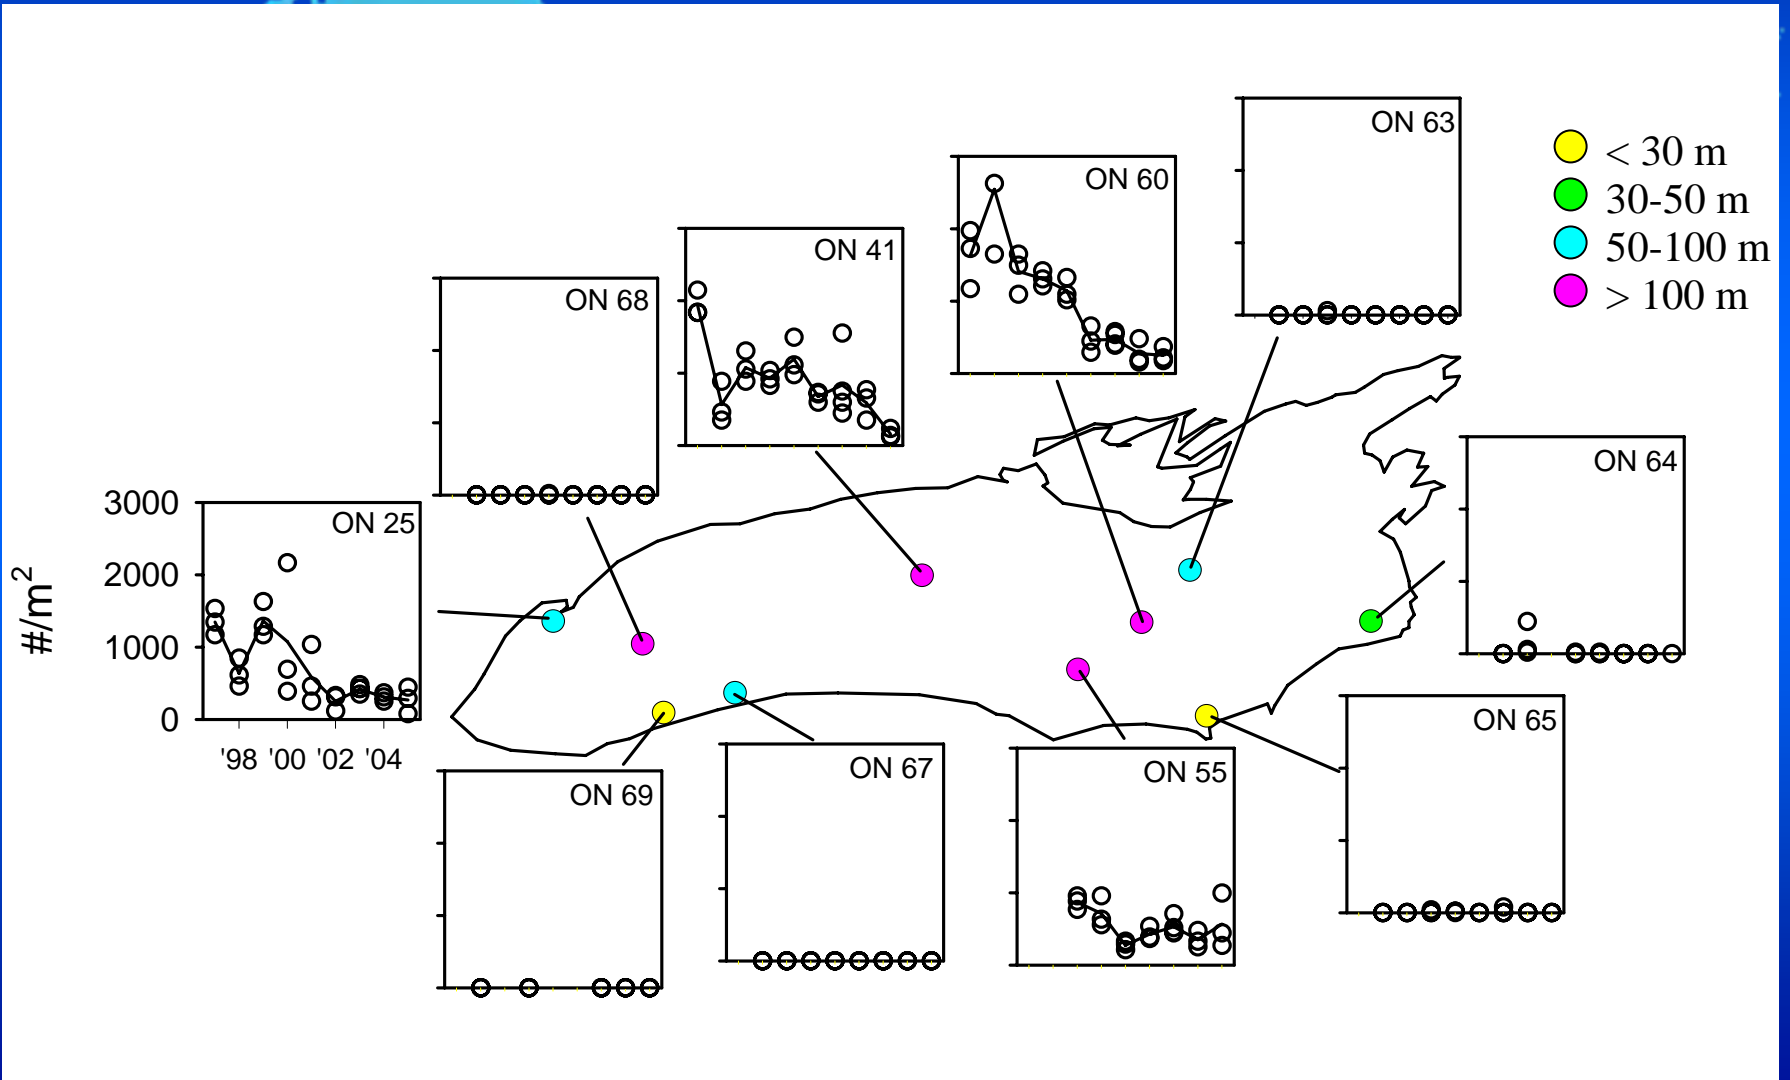 ON 63
< 30 m
30-50 m
50-100 m
> 100 m
ON 60
ON 41
ON 68
ON 64
3000
2000
1000
0
#/m²
ON 25
'98 '00 '02 '04
ON 65
ON 67
ON 55
ON 69